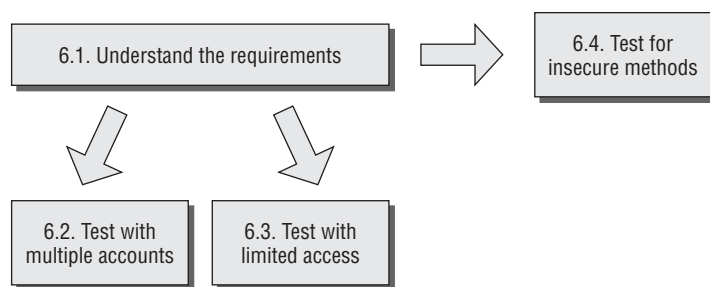 6.1. Understand the requirements
6.4. Test for
insecure methods
6.2. Test with
multiple accounts
6.3. Test with
limited access